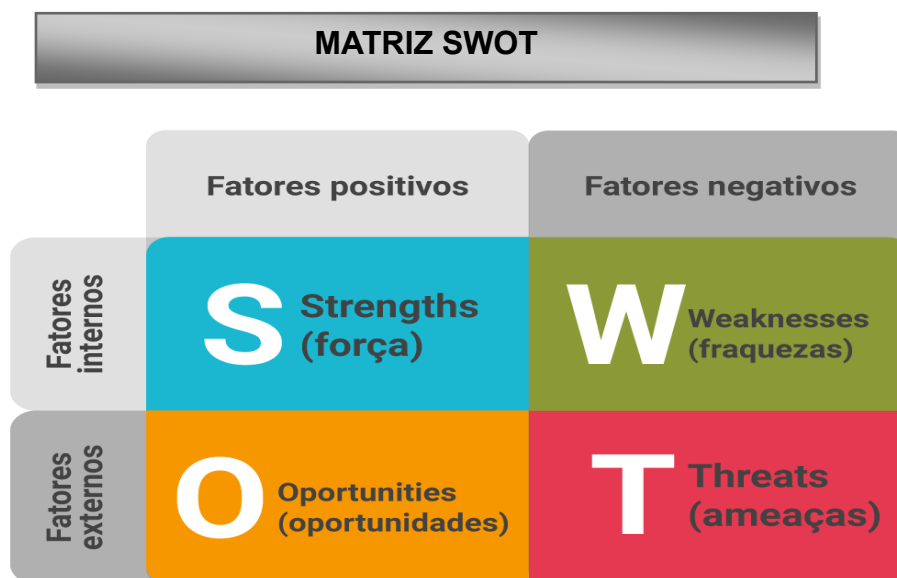 MATRIZ SWOT
Fatores positivos
Fatores negativos
Fatores
internos
S
Strengths
(força)
W
Weaknesses
(fraquezas)
Fatores
externos
O
Oportunities
(oportunidades)
T
Threats
(ameaças)